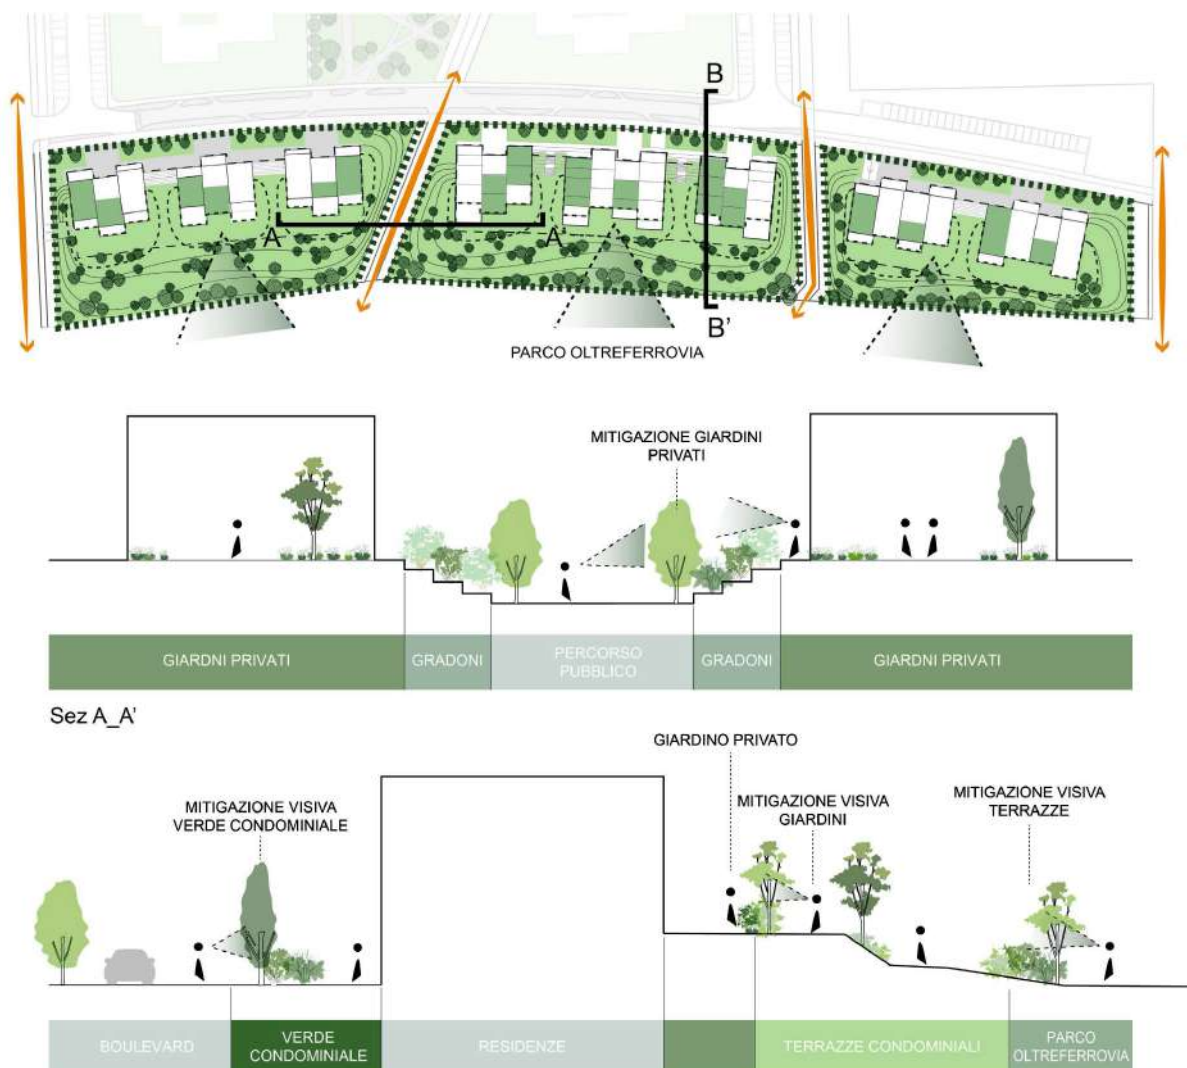 B
A
A
B'
PARCO OLTREFERROVIA
MITIGAZIONE GIARDINI
PRIVATI
GIARDNI PRIVATI
GRADONI
PERCORSO
PUBBLICO
GRADONI
GIARDINI PRIVATI
Sez A_A'
GIARDINO PRIVATO
MITIGAZIONE VISIVA
VERDE CONDOMINIALE
MITIGAZIONE VISIVA
GIARDINI
MITIGAZIONE VISIVA
TERRAZZE
BOULEVARD
VERDE
CONDOMINIALE
RESIDENZE
TERRAZZE CONDOMINIALI
PARCO
OLTREFERROVIA